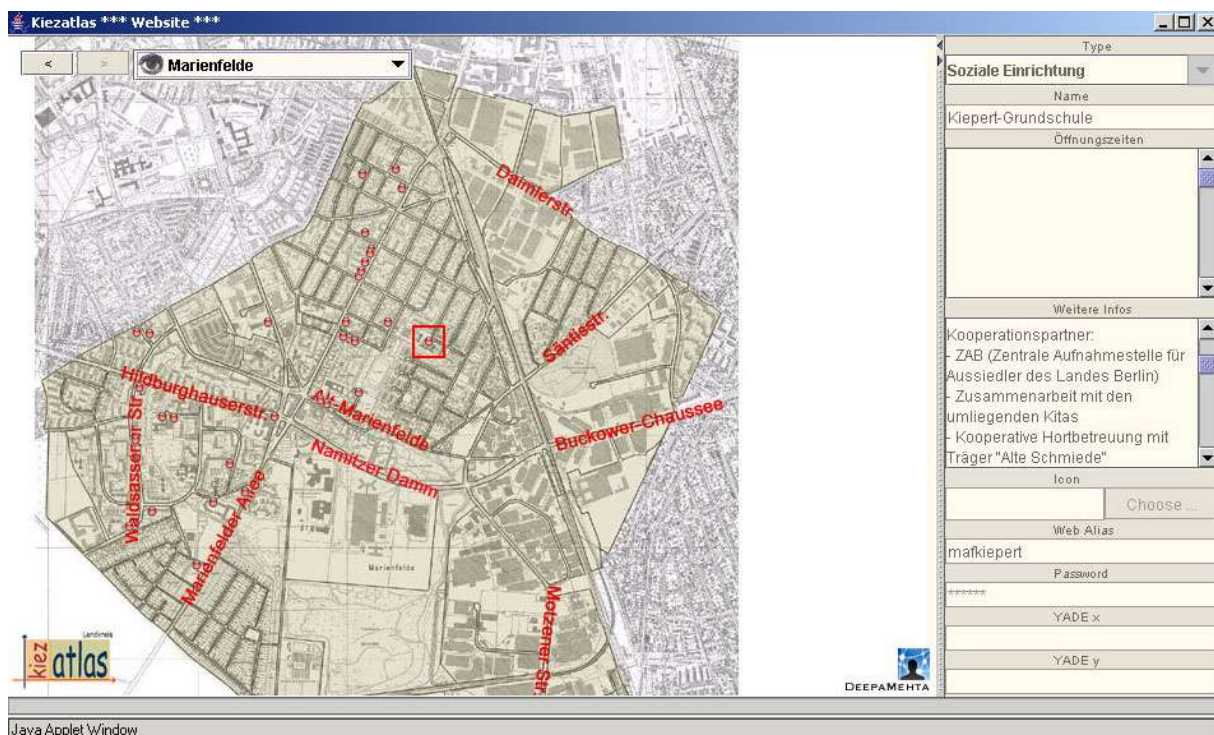 Kiezatlas *** Website ***
<
>
Marienfelde
Daimlerstr.
Säntisstr.
Hildburghauserstr.
Alt-Marienfelde
Buckower-Chaussee
Waldsassener Str.
Namitzer Damm
Marienfelder Allee
Marienfelde
Motzener Str.
Landkreis
kiez
atlas
DEEPAMEHTA
Type
Soziale Einrichtung
Name
Kiepert-Grundschule
Öffnungszeiten
Weitere Infos
Kooperationspartner:
- ZAB (Zentrale Aufnahmestelle für
Aussiedler des Landes Berlin)
- Zusammenarbeit mit den
umliegenden Kitas
- Kooperative Hortbetreuung mit
Träger "Alte Schmiede"
Icon
Choose ...
Web Alias
mafkiepert
Password
******
YADE x
YADE y
Java Applet Window